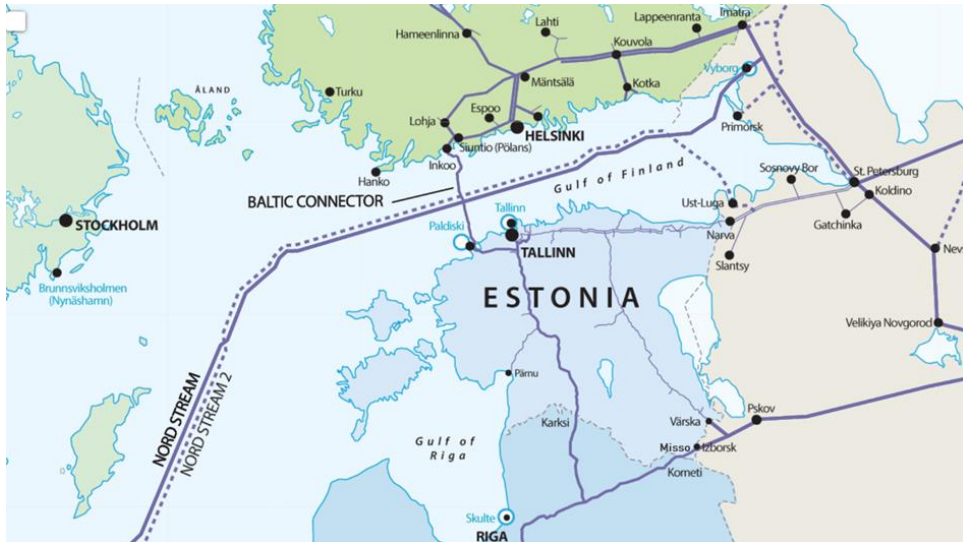 Imatra
Lappeenranta
Lahti
Hameenlinna
Kouvola
Vyborg
ÅLAND
Turku
Mäntsälä
Kotka
Espoo
Primorsk
Lohja
HELSINKI
Siuntio (Pölans)
Inkoo
Hanko
Gulf of Finland
Sosnovy Bor
St. Petersburg
Koldino
BALTIC CONNECTOR
Ust-Luga
Tallinn
STOCKHOLM
Paldiski
Narva
Gatchinka
TALLINN
Slantsy
Nevs
Brunnsviksholmen
(Nynäshamn)
ESTONIA
Velikiya Novgorod
NORD STREAM
NORD STREAM 2
Pärnu
Pskov
Karksi
Värska
Gulf of
Riga
Misso
Izborsk
Korneti
Skulte
RIGA